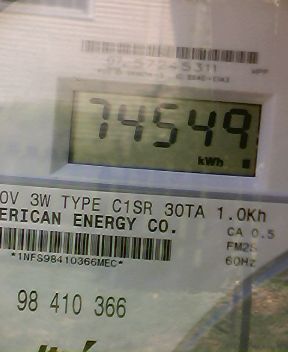 74549
kWh
0V 3W TYPE C1SR 30TA 1.0Kh
ERICAN ENERGY CO.
CA 0.5
FM2S
60Hz
*1NFS98410366MEC*
98 410 366